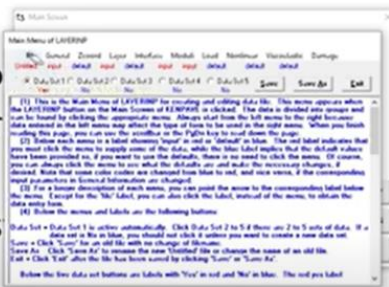 Main Screen
Main Menu of LAYERINP
File General Zcoord Layer Interface Moduli Load Nonlinear Viscoelastic Damage
input default input default default input input default default default
Data Set 1 Data Set 2 Data Set 3 Data Set 4 Data Set 5 Save Save As Exit
Yes No No No No
(1) This is the Main Menu of LAYERINP for creating and editing data file. This menu appears when
the LAYERINP button on the Main Screen of KENPAVE is clicked. The data is divided into groups and
can be found by clicking the appropriate menu. Always start from the left menu to the right because
data entered in the left menu may affect the type of form to be used in the right menu. When you finish
reading this page, you can use the scrollbar or the PgDn key to scroll down the page.
(2) Below each menu is a label showing 'input' in red or 'default' in blue. The red label indicates that
you must click the menu to supply some of the data, while the blue label implies that the default values
have been provided so, if you want to use the defaults, there is no need to click the menu. Of course,
you can always click the menu to see what the defaults are and make the necessary changes, if
desired. Note that some color codes are changed from blue to red, and vice versa, if the corresponding
input parameters in General Information are changed.
(3) For a longer description of each menu, you can point the mouse to the corresponding label below
the menu. Except for the 'file' label, you can also click the label, instead of the menu, to obtain the
data entry form.
(4) Below the menus and labels are the following buttons:
Data Set = Data Set 1 is active automatically. Click Data 2 to 5 if there are 2 to 5 sets of data. If a
data set is No in blue, you should not click it unless you want to create a new data set.
Save = Click 'Save' for an old file with no change of filename.
Save As = Click 'Save As' to rename the new 'Untitled' file or change the name of an old file.
Exit = Click 'Exit' after the file has been saved by clicking 'Save' or 'Save As'.
Below the five data set buttons are labels with 'Yes' in red and 'No' in blue. The red yes label